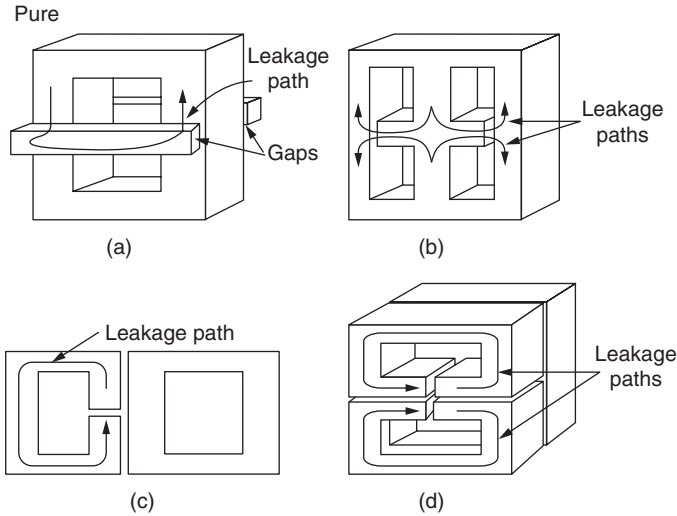 Pure
Leakage
path
Gaps
(a)
Leakage
paths
(b)
Leakage path
(c)
Leakage
paths
(d)